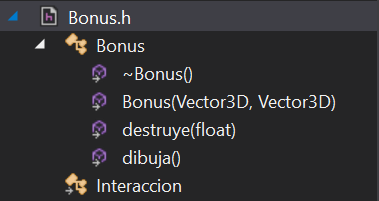 Bonus.h
Bonus
~Bonus()
Bonus(Vector3D, Vector3D)
destruye(float)
dibuja()
Interaccion